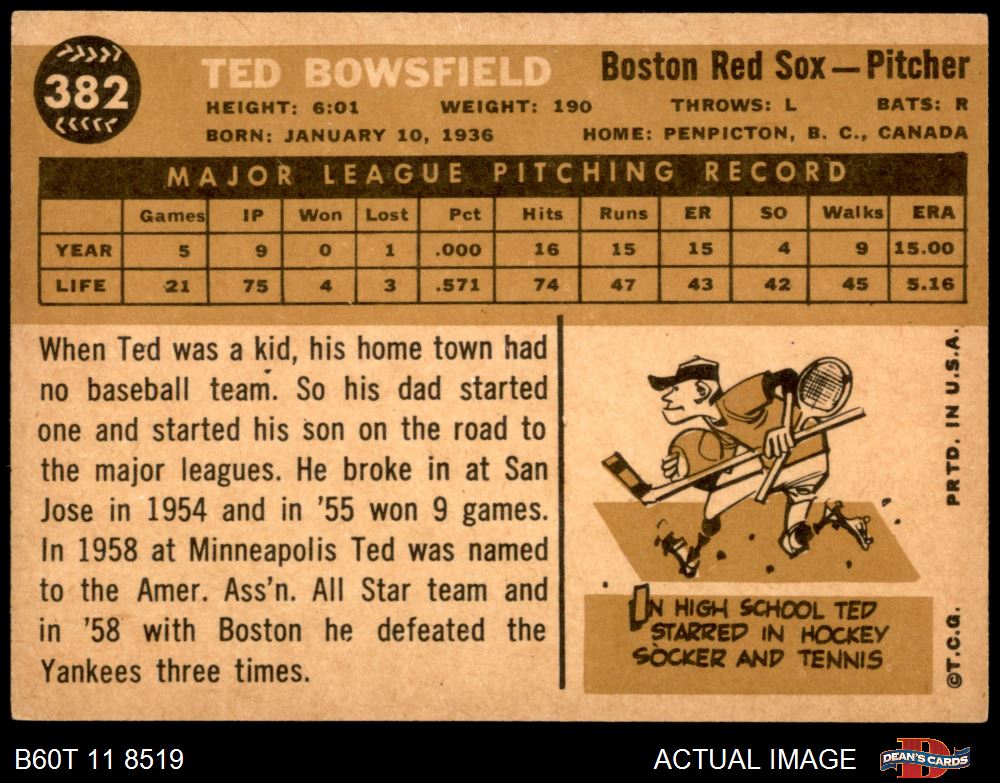 382
TED BOWSFIELD
Boston Red Sox — Pitcher
HEIGHT: 6:01 WEIGHT: 190 THROWS: L BATS: R
BORN: JANUARY 10, 1936 HOME: PENPICTON, B. C., CANADA
MAJOR LEAGUE PITCHING RECORD
Games IP Won Lost Pct Hits Runs ER SO Walks ERA
YEAR 5 9 0 1 .000 16 15 15 4 9 15.00
LIFE 21 75 4 3 .571 74 47 43 42 45 5.16
When Ted was a kid, his home town had
no baseball team. So his dad started
one and started his son on the road to
the major leagues. He broke in at San
Jose in 1954 and in '55 won 9 games.
In 1958 at Minneapolis Ted was named
to the Amer. Ass'n. All Star team and
in '58 with Boston he defeated the
Yankees three times.
IN HIGH SCHOOL TED
STARRED IN HOCKEY
SOCKER AND TENNIS
©T.C.G. PRTD. IN U.S.A.
B60T 11 8519
ACTUAL IMAGE
DEAN'S CARDS